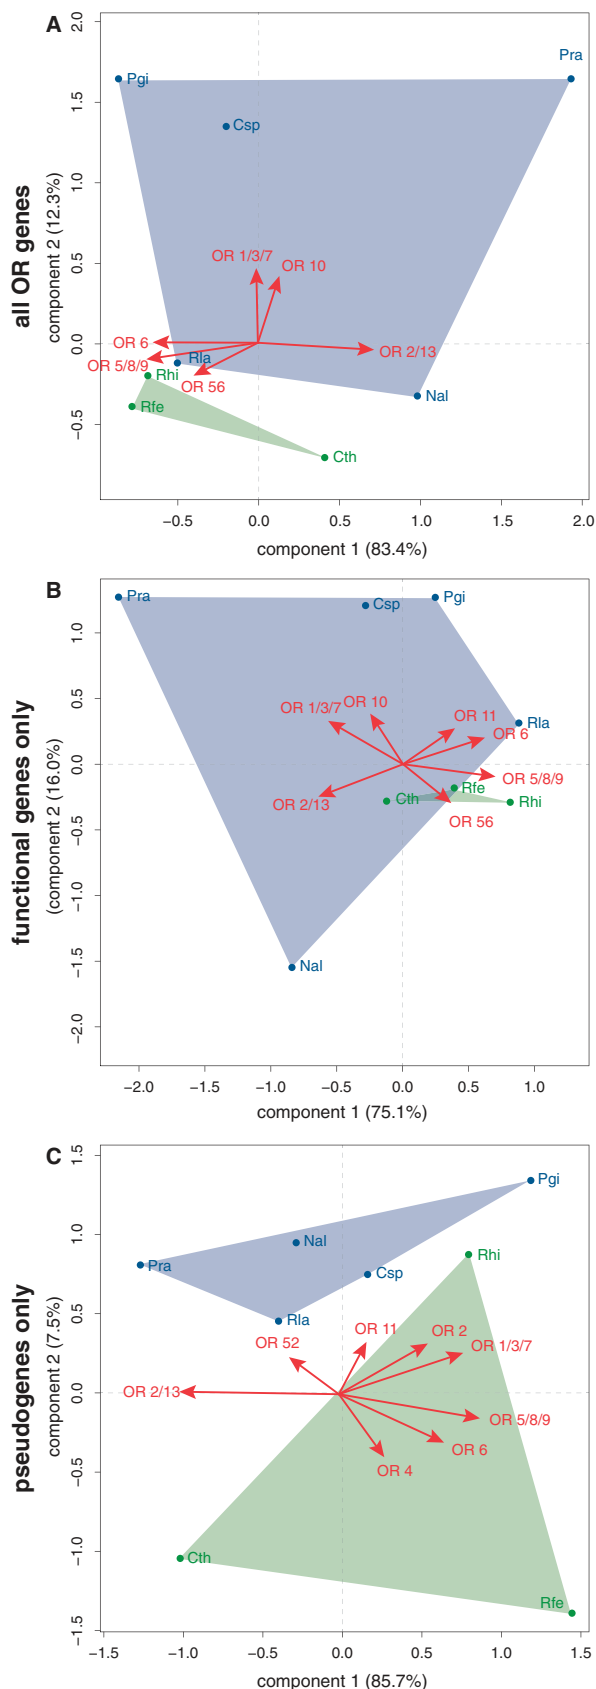 A
all OR genes
component 2 (12.3%)
2.0
1.5
1.0
0.5
0.0
−0.5
Pgi
Pra
Csp
OR 1/3/7
OR 10
OR 6
OR 2/13
OR 5/8/9
Rla
Rhi
OR 56
Rfe
Nal
Cth
−0.5 0.0 0.5 1.0 1.5 2.0
component 1 (83.4%)
B
functional genes only
(component 2 (16.0%)
1.0
0.5
0.0
−0.5
−1.0
−1.5
−2.0
Pra
Csp
Pgi
OR 1/3/7
OR 10
OR 11
Rla
OR 6
OR 5/8/9
OR 2/13
Cth
Rfe
Rhi
OR 56
Nal
−2.0 −1.5 −1.0 −0.5 0.0 0.5 1.0
component 1 (75.1%)
C
pseudogenes only
component 2 (7.5%)
1.5
1.0
0.5
0.0
−0.5
−1.0
−1.5
Pgi
Nal
Rhi
Pra
Csp
Rla
OR 52
OR 11
OR 2
OR 1/3/7
OR 2/13
OR 5/8/9
OR 6
OR 4
Cth
Rfe
−1.5 −1.0 −0.5 0.0 0.5 1.0 1.5
component 1 (85.7%)